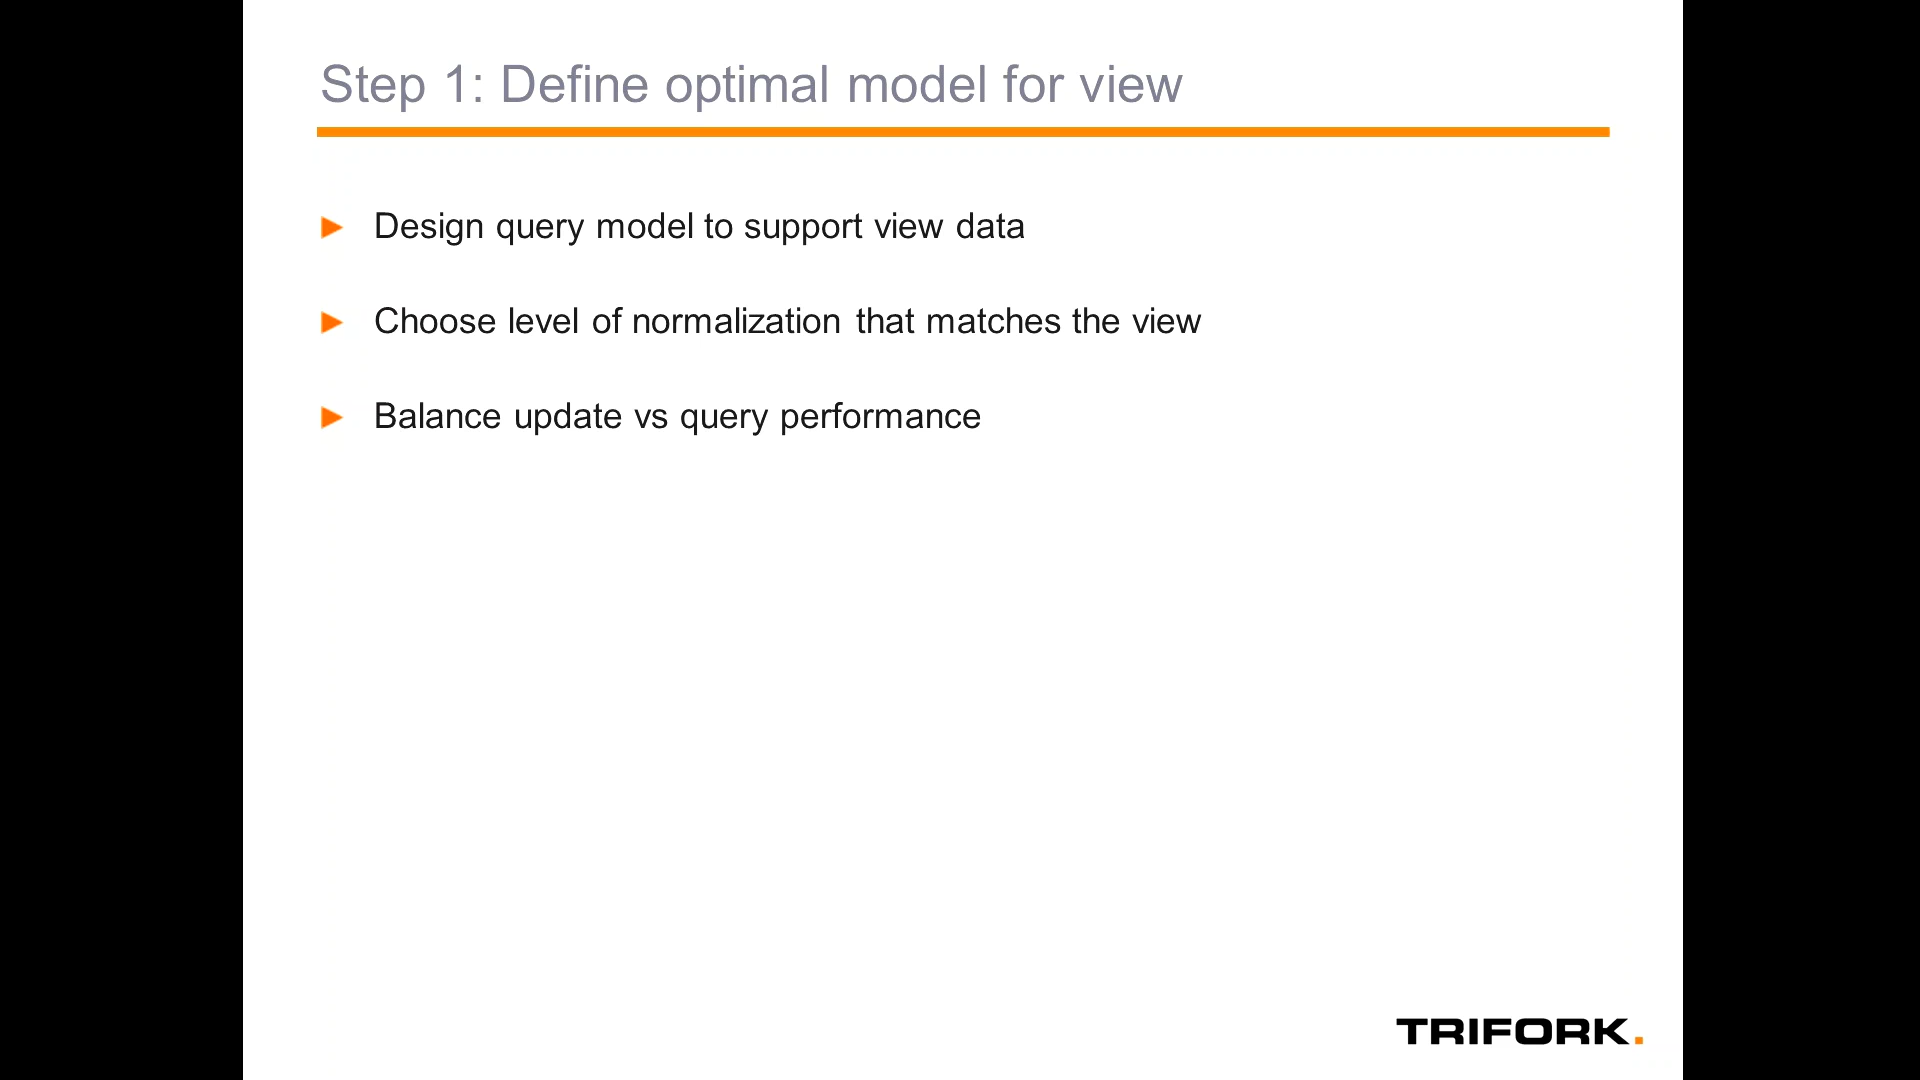 Step 1: Define optimal model for view
Design query model to support view data
Choose level of normalization that matches the view
Balance update vs query performance
TRIFORK.